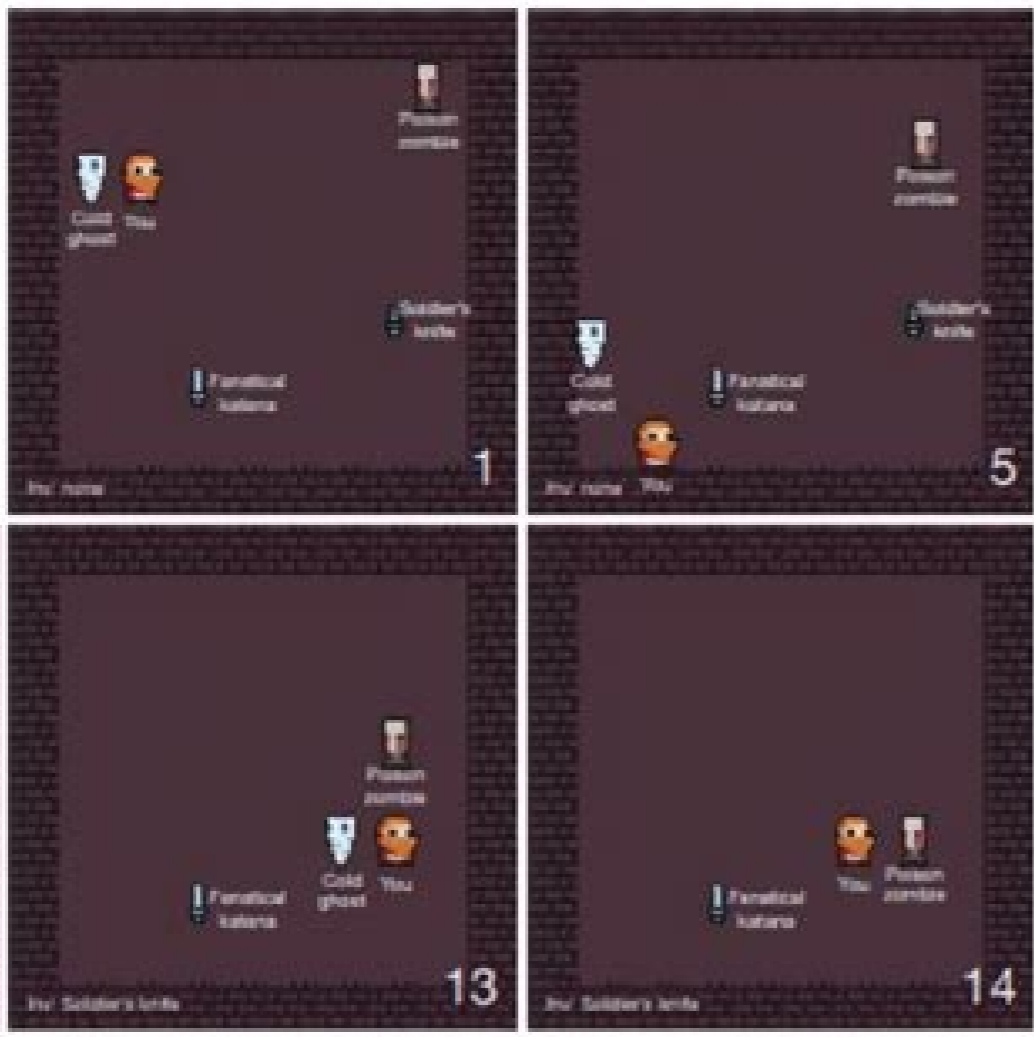 Poison
zombie
Cold
ghost
You
Soldier's
knife
Fanatical
katana
1
Inv: none
Poison
zombie
Soldier's
knife
Cold
ghost
Fanatical
katana
5
Inv: none
You
Poison
zombie
Cold
ghost
You
Fanatical
katana
13
Inv: Soldier's knife
You
Poison
zombie
Fanatical
katana
14
Inv: Soldier's knife